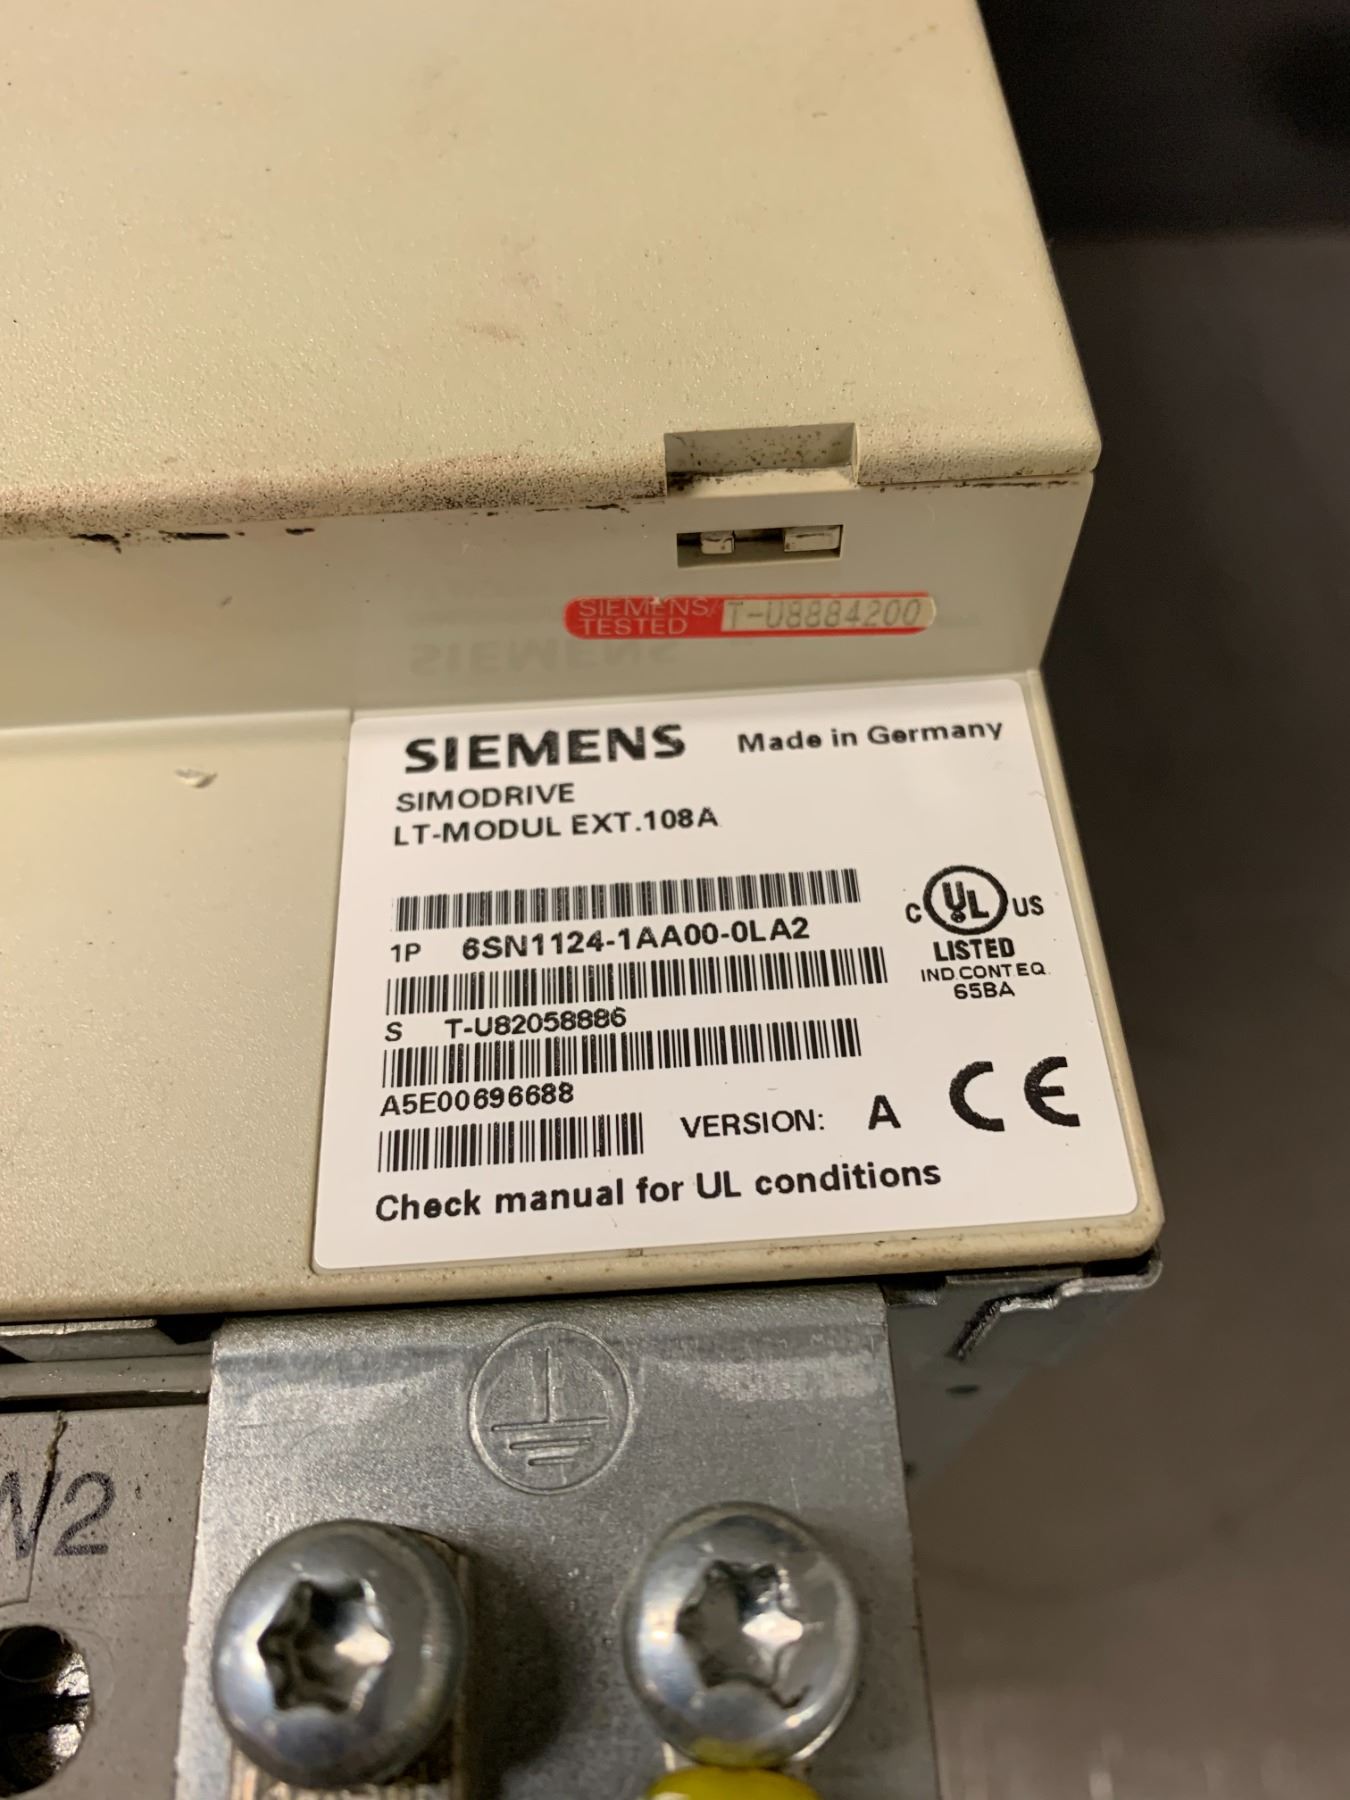 SIEMENS
TESTED
T-U8884200
SIEMENS
Made in Germany
SIMODRIVE
LT-MODUL EXT.108A
1P 6SN1124-1AA00-0LA2
S T-U82058886
A5E00696688
C UL US
LISTED
IND.CONT.EQ.
65BA
VERSION: A
CE
Check manual for UL conditions
W2